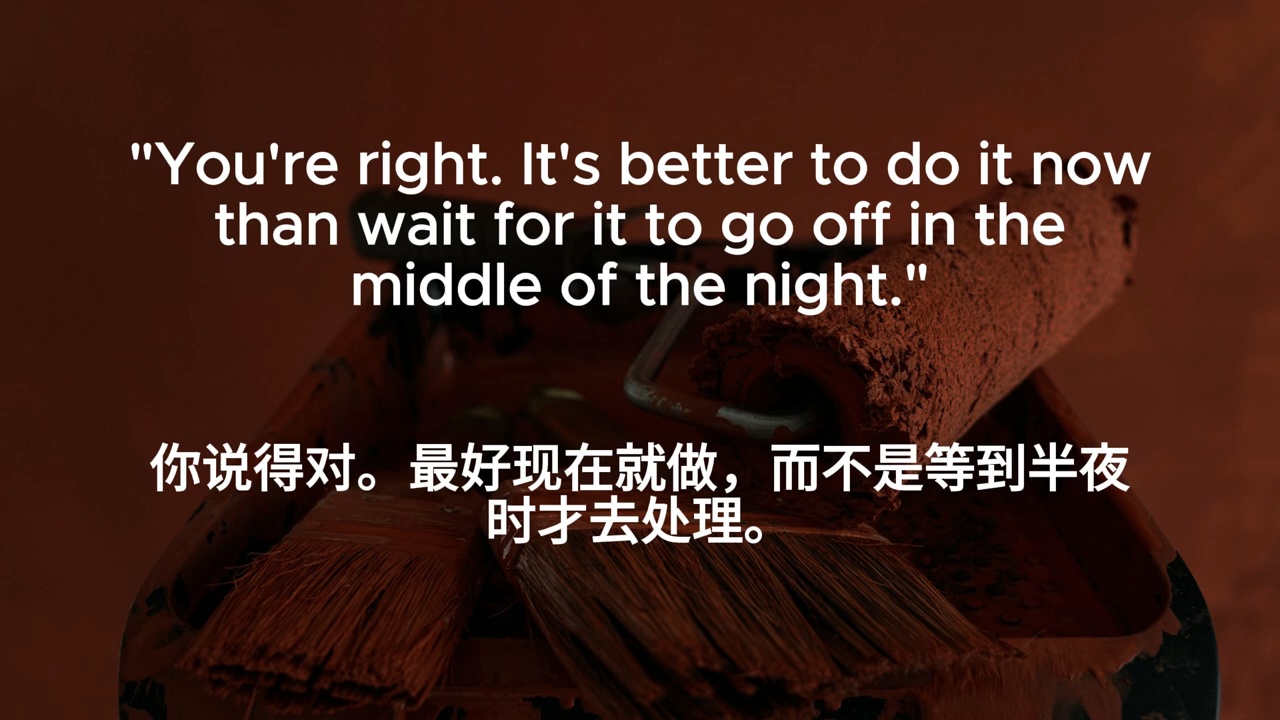 "You're right. It's better to do it now
than wait for it to go off in the
middle of the night."
你说得对。最好现在就做，而不是等到半夜
时才去处理。